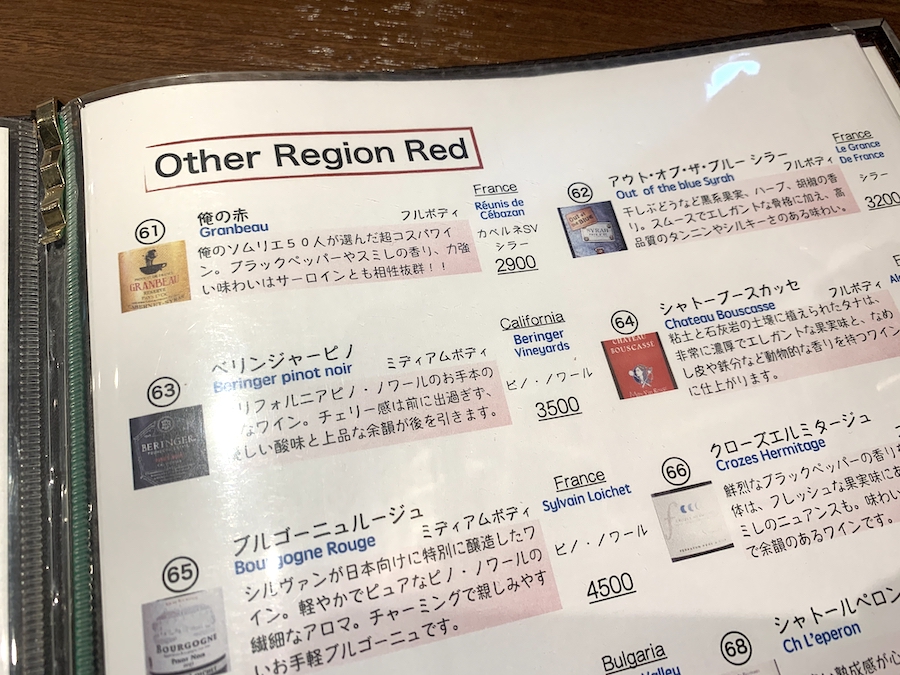 Other Region Red
61
俺の赤
フルボディ
Granbeau
俺のソムリエ50人が選んだ超コスパワイ
ン。ブラックペッパーやスミレの香り、力強
い味わいはサーロインとも相性抜群!!
France
Réunis de
Cébazan
カベルネSV
シラー
2900
GRANBEAU
62
アウト・オブ・ザ・ブルー シラー
フルボディ
Out of the blue Syrah
干しぶどうなど黒系果実、ハーブ、胡椒の香
り。スムースでエレガントな骨格に加え、高
品質のタンニンやシルキーさのある味わい。
France
Le Grance
De France
シラー
3200
SYRAH
63
ベリンジャーピノ
ミディアムボディ
Beringer pinot noir
リフォルニアピノ・ノワールのお手本の
なワイン。チェリー感は前に出過ぎず、
しい酸味と上品な余韻が後を引きます。
California
Beringer
Vineyards
ピノ・ノワール
3500
BERINGER
64
シャトーブースカッセ
フルボディ
Chateau Bouscasse
粘土と石灰岩の土壌に植えられたタナは、
非常に濃厚でエレガントな果実味と、なめ
し皮や鉄分など動物的な香りを持つワイン
に仕上がります。
CHATEAU
BOUSCASSE
65
ブルゴーニュルージュ
ミディアムボディ
Bourgogne Rouge
シルヴァンが日本向けに特別に醸造したワ
イン。軽やかでピュアなピノ・ノワールの
繊細なアロマ。チャーミングで親しみやす
いお手軽ブルゴーニュです。
France
Sylvain Loichet
ピノ・ノワール
4500
BOURGOGNE
PINOT NOIR
66
クローズエルミタージュ
Crozes Hermitage
鮮烈なブラックペッパーの香り
体は、フレッシュな果実味にあ
ミレのニュアンスも。味わい
で余韻のあるワインです。
Bulgaria
Valley
68
シャトールペロン
Ch L'eperon
熟成感が心